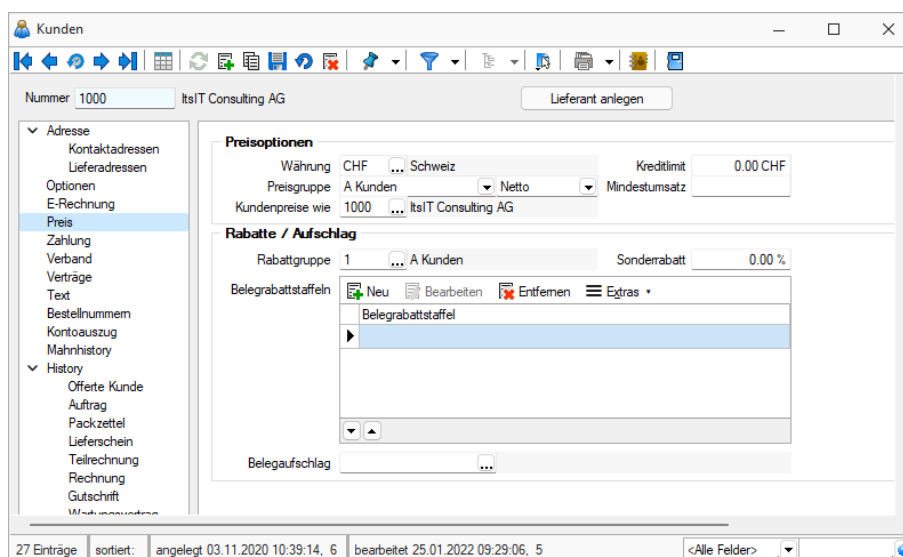 Kunden
Nummer 1000 ItsIT Consulting AG Lieferant anlegen
Adresse
Kontaktadressen
Lieferadressen
Optionen
E-Rechnung
Preis
Zahlung
Verband
Verträge
Text
Bestellnummern
Kontoauszug
Mahnhistory
History
Offerte Kunde
Auftrag
Packzettel
Lieferschein
Teilrechnung
Rechnung
Gutschrift
Wartungsvertrag
Preisoptionen
Währung CHF ... Schweiz Kreditlimit 0.00 CHF
Preisgruppe A Kunden Netto Mindestumsatz
Kundenpreise wie 1000 ... ItsIT Consulting AG
Rabatte / Aufschlag
Rabattgruppe 1 ... A Kunden Sonderrabatt 0.00 %
Belegrabattstaffeln Neu Bearbeiten Entfernen Extras
Belegrabattstaffel
Belegaufschlag ...
27 Einträge sortiert: angelegt 03.11.2020 10:39:14, 6 bearbeitet 25.01.2022 09:29:06, 5 <Alle Felder>